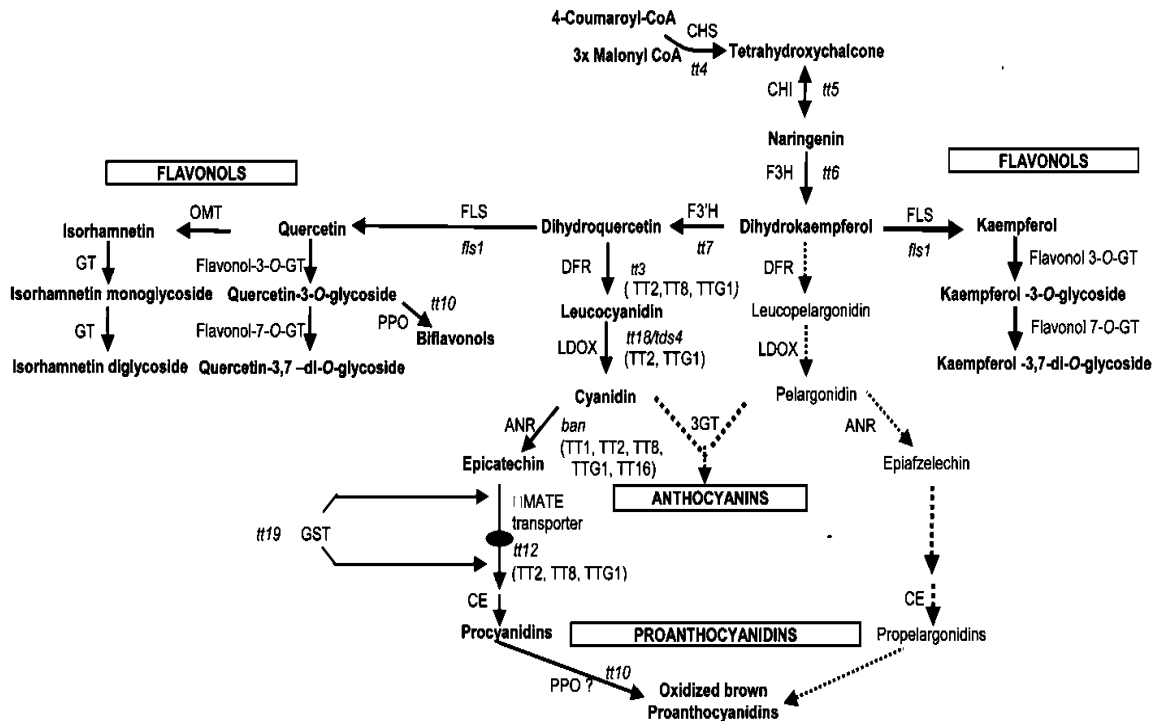 4-Coumaroyl-CoA
CHS
3x Malonyl CoA
Tetrahydroxychalcone
tt4
CHI
tt5
Naringenin
FLAVONOLS
FLAVONOLS
F3H
tt6
OMT
FLS
F3'H
FLS
Isorhamnetin
Quercetin
Dihydroquercetin
Dihydrokaempferol
Kaempferol
fls1
tt7
fls1
GT
Flavonol-3-O-GT
DFR
tt3
DFR
Flavonol 3-O-GT
(TT2,TT8, TTG1)
Isorhamnetin monoglycoside
Quercetin-3-O-glycoside
tt10
Leucocyanidin
Leucopelargonidin
Kaempferol -3-O-glycoside
GT
Flavonol-7-O-GT
PPO
Biflavonols
LDOX
tt18/tds4
(TT2, TTG1)
LDOX
Flavonol 7-O-GT
Isorhamnetin diglycoside
Quercetin-3,7 –di-O-glycoside
Kaempferol -3,7-di-O-glycoside
Cyanidin
Pelargonidin
ANR
ban
3GT
ANR
(TT1, TT2, TT8,
TTG1, TT16)
Epicatechin
Epiafzelechin
ANTHOCYANINS
MATE
transporter
tt19
GST
tt12
(TT2, TT8, TTG1)
CE
CE
Procyanidins
PROANTHOCYANIDINS
Propelargonidins
tt10
PPO ?
Oxidized brown
Proanthocyanidins